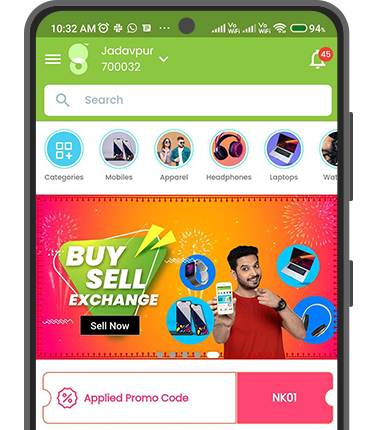 10:32 AM
Vo
WiFi
Vo
WiFi
94%
Jadavpur
700032
45
Search
Categories
Mobiles
Apparel
Headphones
Laptops
Wat
BUY
SELL
EXCHANGE
Sell Now
Applied Promo Code
NK01